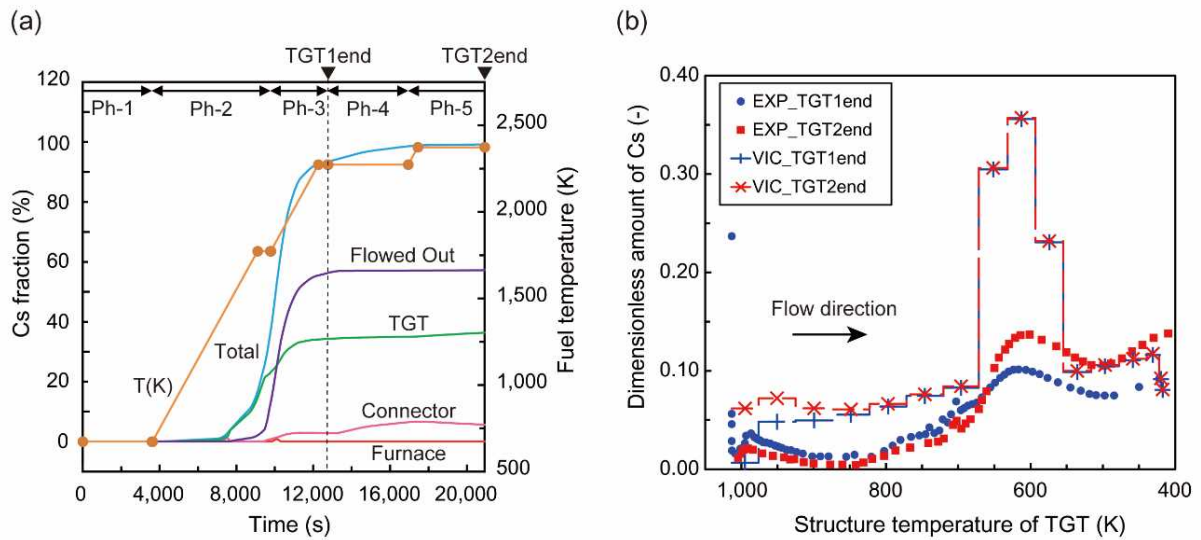 (a)
TGT1end
TGT2end
Ph-1
Ph-2
Ph-3
Ph-4
Ph-5
120
100
80
60
40
20
0
Cs fraction (%)
2,500
2,000
1,500
1,000
500
Fuel temperature (K)
Flowed Out
TGT
Total
T(K)
Connector
Furnace
0
4,000
8,000
12,000
16,000
20,000
Time (s)
(b)
0.40
0.30
0.20
0.10
0.00
Dimensionless amount of Cs (-)
EXP_TGT1end
EXP_TGT2end
VIC_TGT1end
VIC_TGT2end
Flow direction
1,000
800
600
400
Structure temperature of TGT (K)